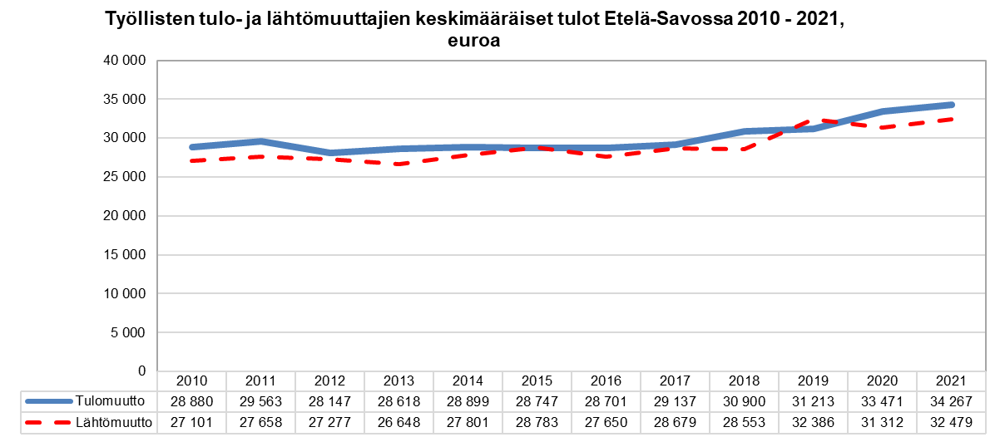 Työllisten tulo- ja lähtömuuttajien keskimääräiset tulot Etelä-Savossa 2010 - 2021,
euroa
40 000
35 000
30 000
25 000
20 000
15 000
10 000
5 000
0
2010 2011 2012 2013 2014 2015 2016 2017 2018 2019 2020 2021
Tulomuutto 28 880 29 563 28 147 28 618 28 899 28 747 28 701 29 137 30 900 31 213 33 471 34 267
Lähtömuutto 27 101 27 658 27 277 26 648 27 801 28 783 27 650 28 679 28 553 32 386 31 312 32 479